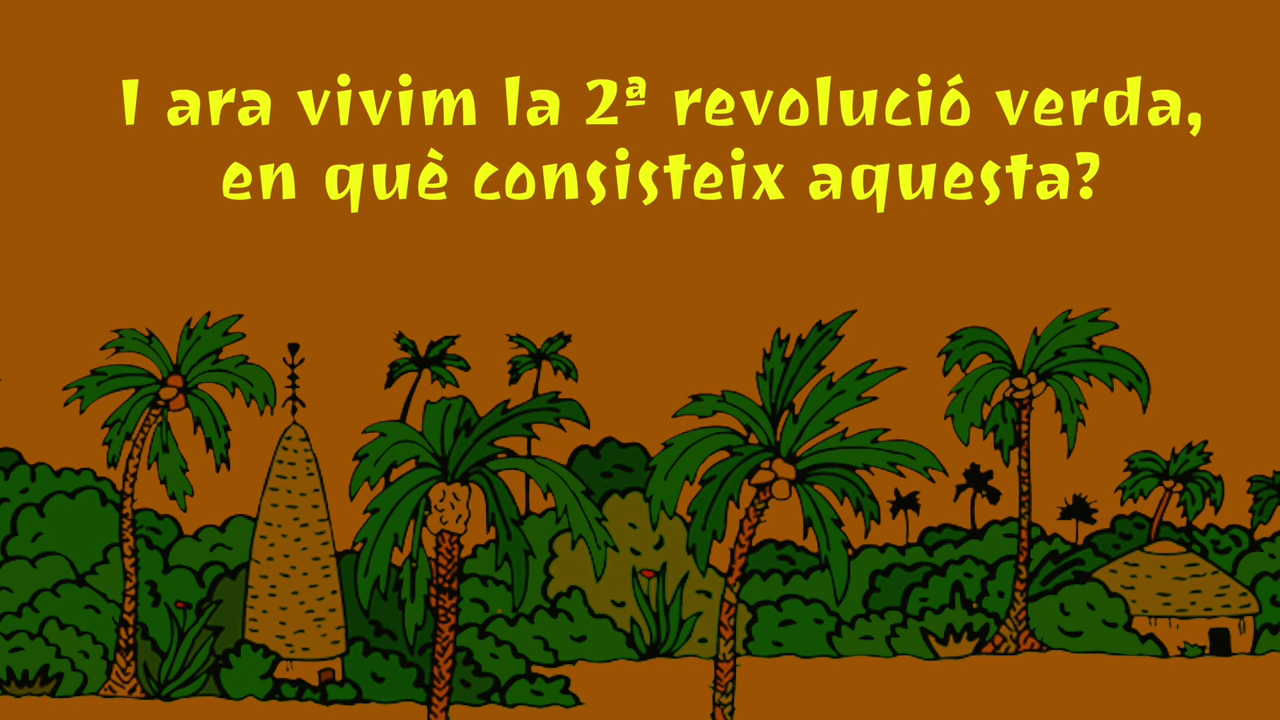 I ara vivim la 2ª revolució verda,
en què consisteix aquesta?